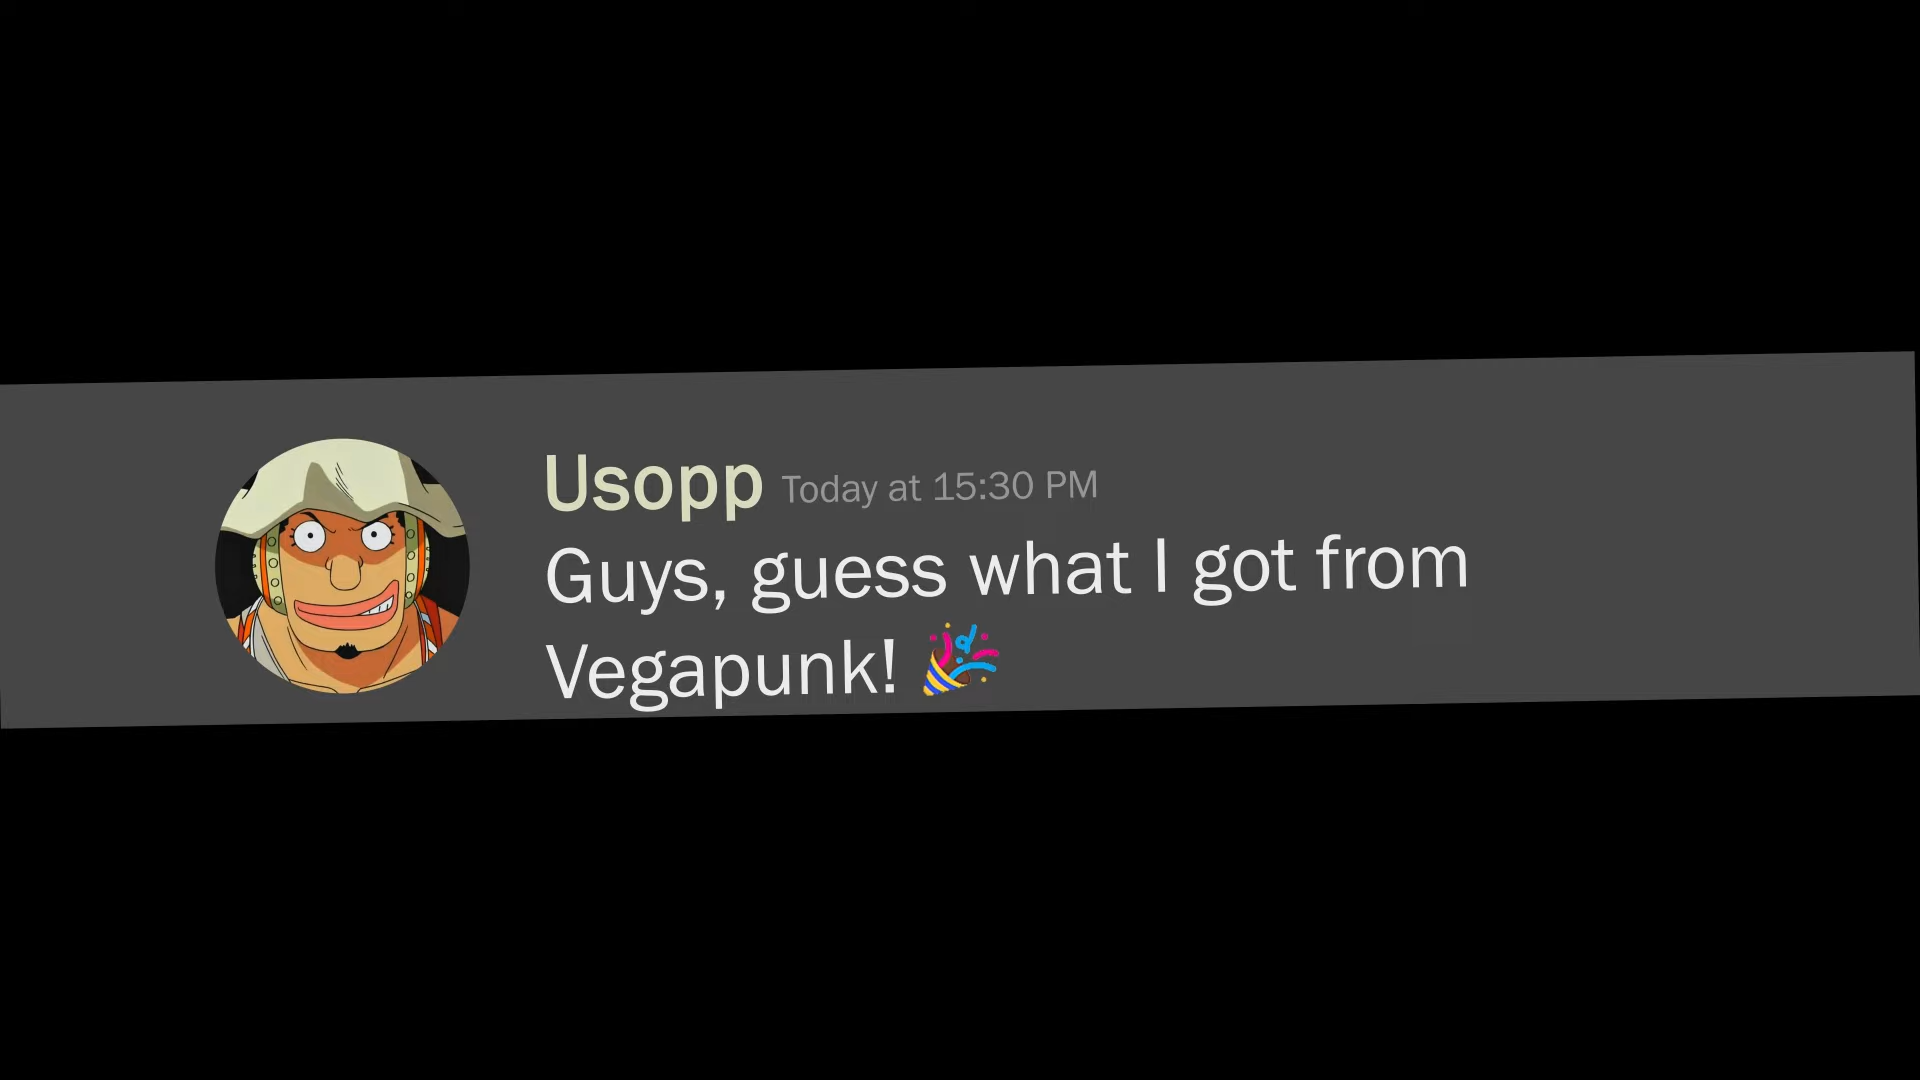 Usopp Today at 15:30 PM
Guys, guess what I got from
Vegapunk! 🎉